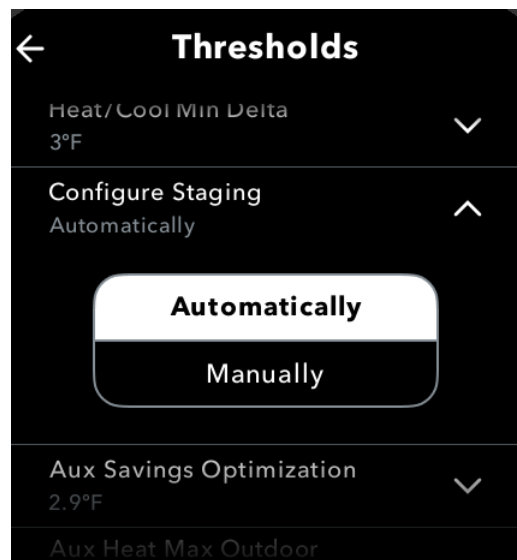 Thresholds
Heat/Cool Min Delta
3°F
Configure Staging
Automatically
Automatically
Manually
Aux Savings Optimization
2.9°F
Aux Heat Max Outdoor